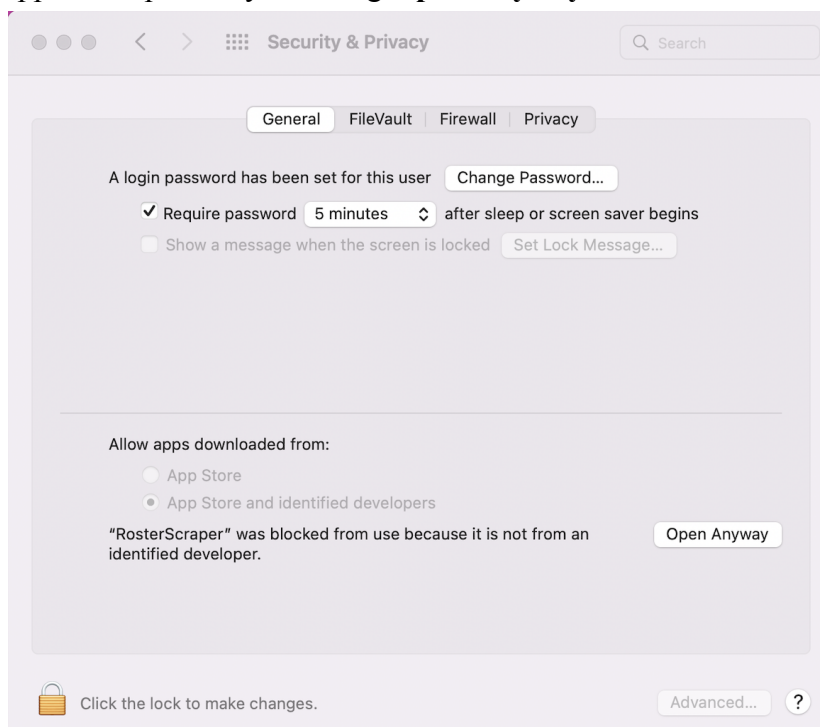 Security & Privacy
Search
General FileVault Firewall Privacy
A login password has been set for this user Change Password...
Require password 5 minutes after sleep or screen saver begins
Show a message when the screen is locked Set Lock Message...
Allow apps downloaded from:
App Store
App Store and identified developers
“RosterScraper” was blocked from use because it is not from an Open Anyway
identified developer.
Click the lock to make changes. Advanced... ?